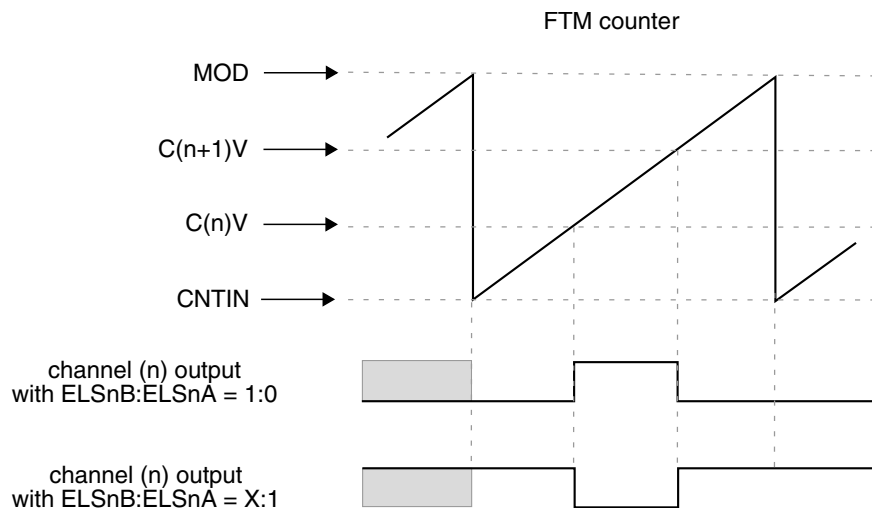 FTM counter
MOD
C(n+1)V
C(n)V
CNTIN
channel (n) output
with ELSnB:ELSnA = 1:0
channel (n) output
with ELSnB:ELSnA = X:1